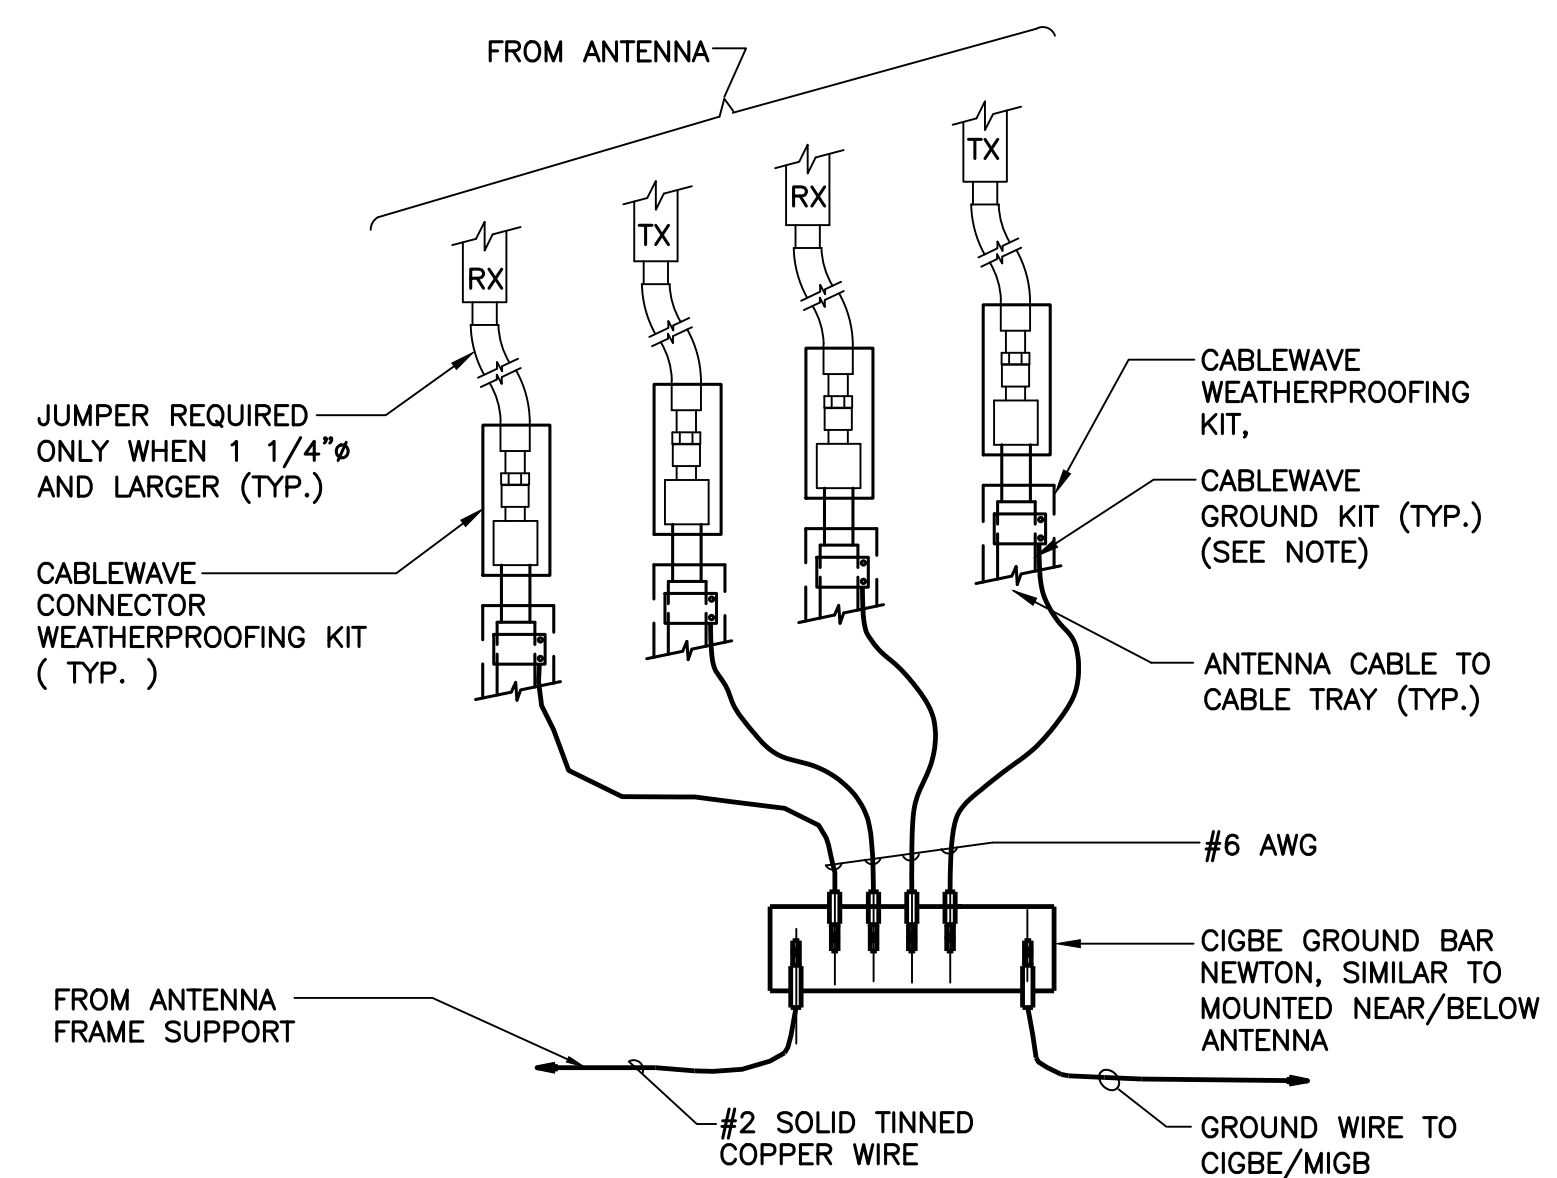 FROM ANTENNA
TX
RX
TX
RX
JUMPER REQUIRED
ONLY WHEN 1 1/4"ø
AND LARGER (TYP.)
CABLEWAVE
CONNECTOR
WEATHERPROOFING KIT
( TYP. )
CABLEWAVE
WEATHERPROOFING
KIT,
CABLEWAVE
GROUND KIT (TYP.)
(SEE NOTE)
ANTENNA CABLE TO
CABLE TRAY (TYP.)
#6 AWG
CIGBE GROUND BAR
NEWTON, SIMILAR TO
MOUNTED NEAR/BELOW
ANTENNA
FROM ANTENNA
FRAME SUPPORT
#2 SOLID TINNED
COPPER WIRE
GROUND WIRE TO
CIGBE/MIGB